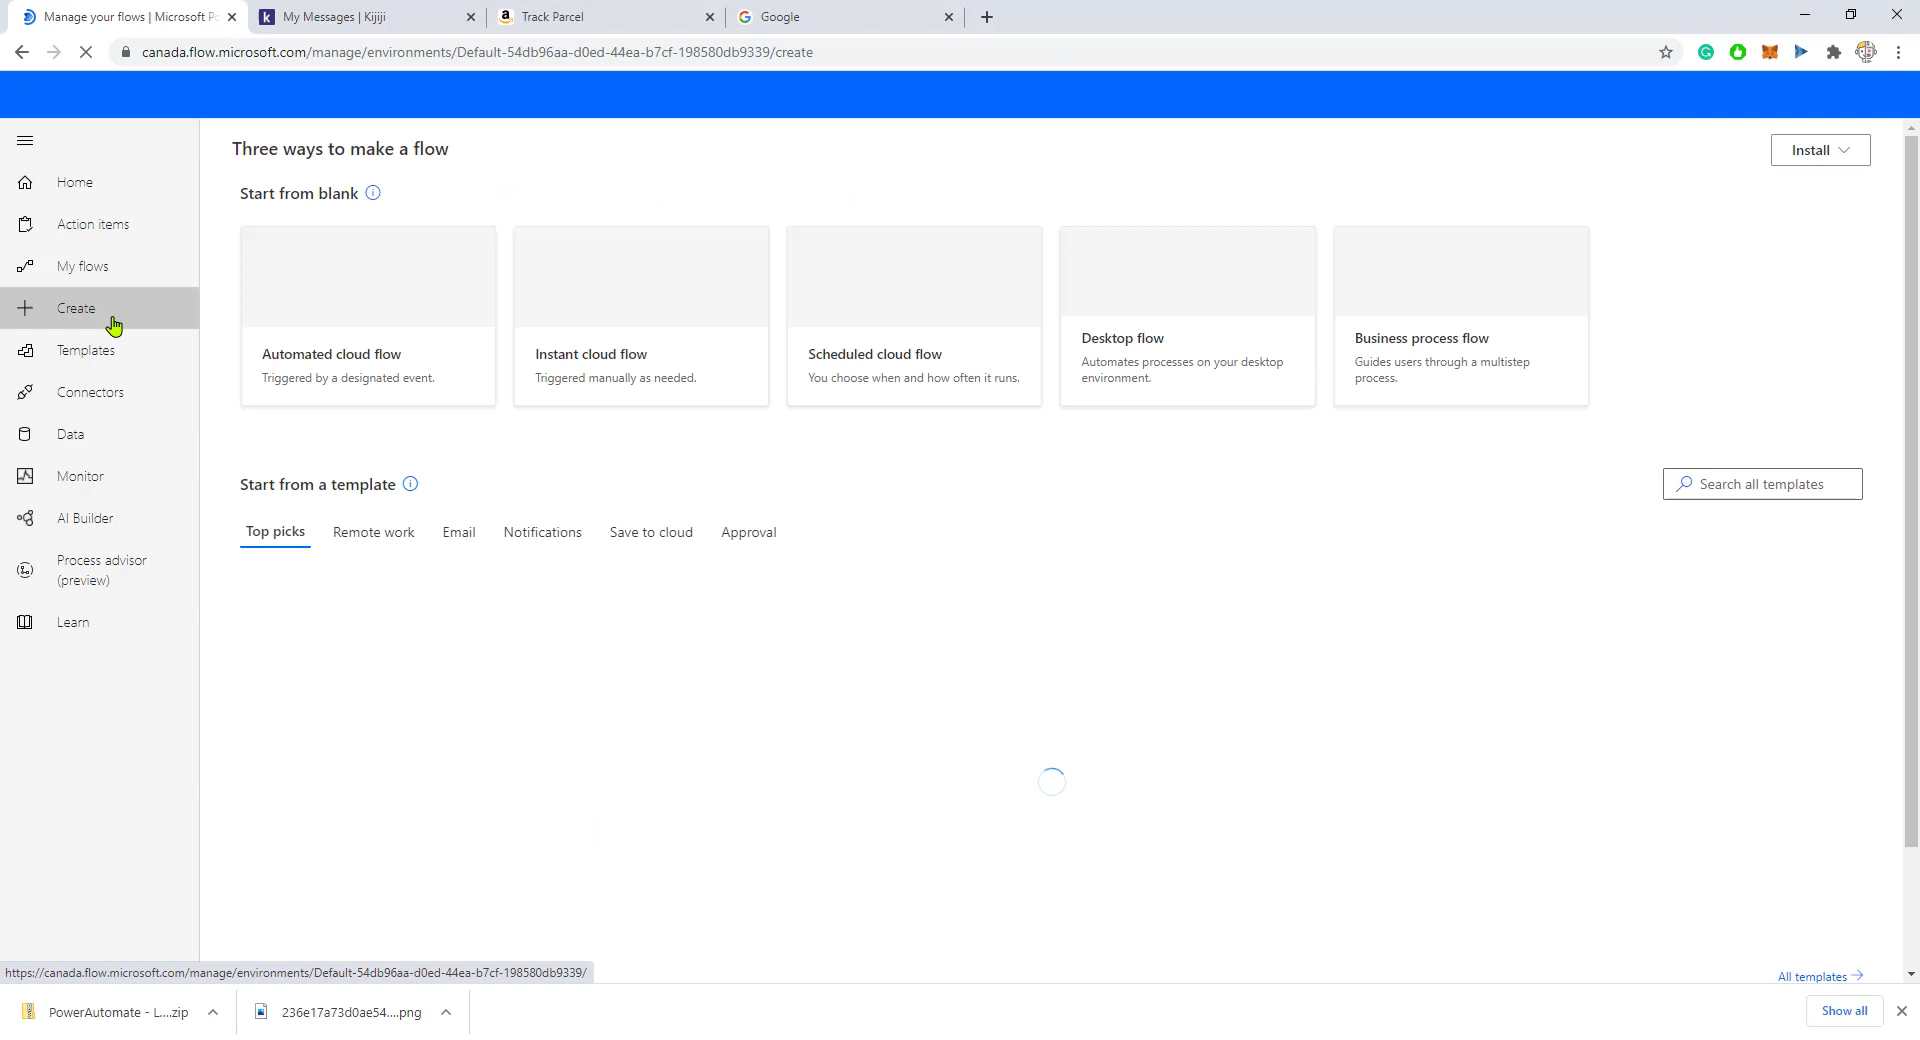 Manage your flows | Microsoft Po
My Messages | Kijiji
Track Parcel
Google
canada.flow.microsoft.com/manage/environments/Default-54db96aa-d0ed-44ea-b7cf-198580db9339/create
Three ways to make a flow
Install
Start from blank
Home
Action items
My flows
Create
Templates
Connectors
Data
Monitor
AI Builder
Process advisor
(preview)
Learn
Automated cloud flow
Triggered by a designated event.
Instant cloud flow
Triggered manually as needed.
Scheduled cloud flow
You choose when and how often it runs.
Desktop flow
Automates processes on your desktop
environment.
Business process flow
Guides users through a multistep
process.
Start from a template
Search all templates
Top picks
Remote work
Email
Notifications
Save to cloud
Approval
All templates
https://canada.flow.microsoft.com/manage/environments/Default-54db96aa-d0ed-44ea-b7cf-198580db9339/
PowerAutomate - L....zip
236e17a73d0ae54....png
Show all